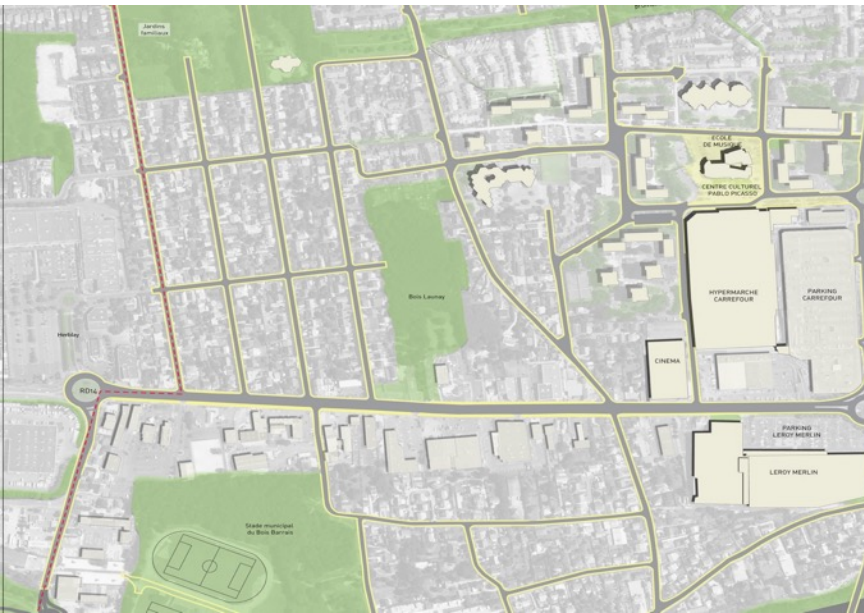 Jardins
familiaux
ECOLE
DE MUSIQUE
CENTRE CULTUREL
PABLO PICASSO
HYPERMARCHE
CARREFOUR
PARKING
CARREFOUR
Bois Launay
Herblay
CINEMA
RD14
PARKING
LEROY MERLIN
LEROY MERLIN
Stade municipal
du Bois Barrais